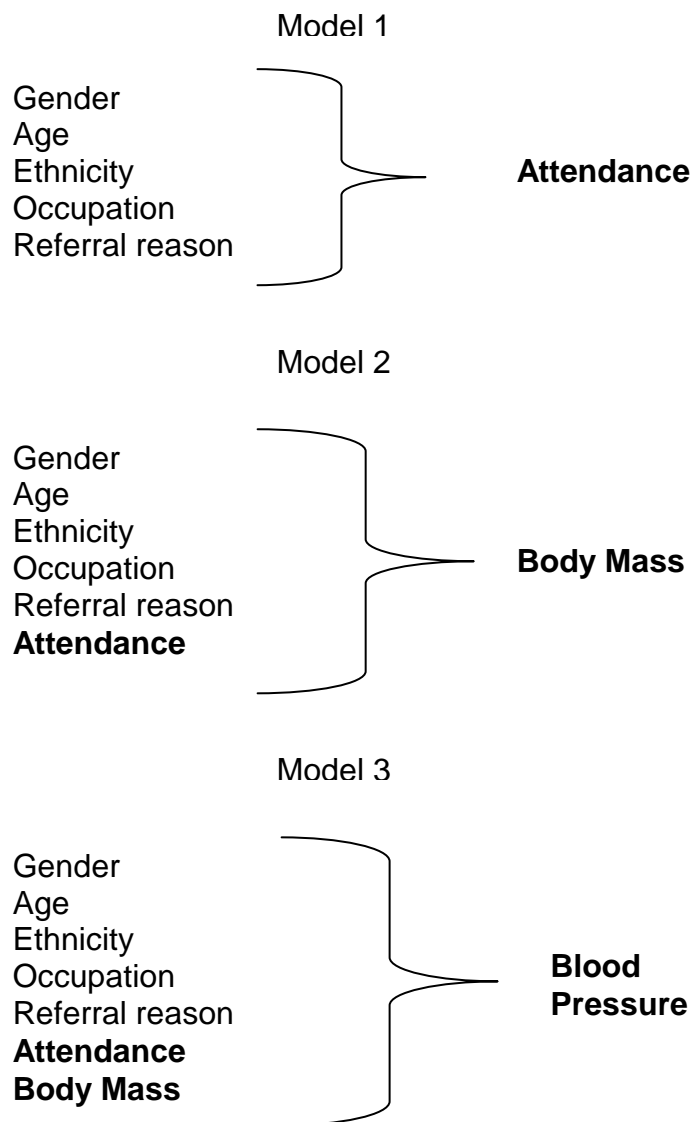 Model 1
Gender
Age
Ethnicity
Occupation
Referral reason
Attendance
Model 2
Gender
Age
Ethnicity
Occupation
Referral reason
Attendance
Body Mass
Model 3
Gender
Age
Ethnicity
Occupation
Referral reason
Attendance
Body Mass
Blood
Pressure